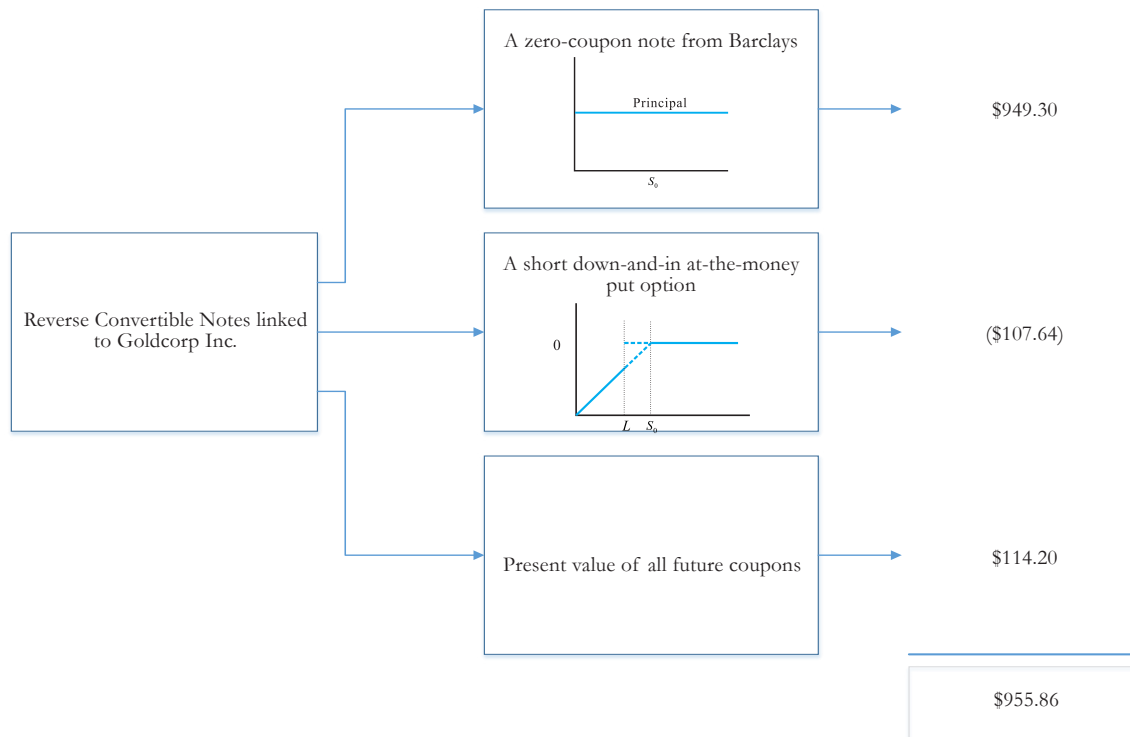 A zero-coupon note from Barclays
Principal
S₀
$949.30
Reverse Convertible Notes linked
to Goldcorp Inc.
A short down-and-in at-the-money
put option
0
L S₀
($107.64)
Present value of all future coupons
$114.20
$955.86